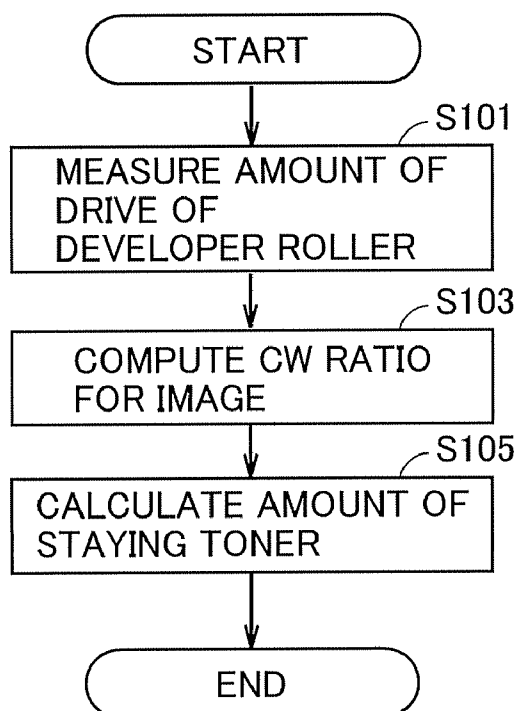 START
S101
MEASURE AMOUNT OF
DRIVE OF
DEVELOPER ROLLER
S103
COMPUTE CW RATIO
FOR IMAGE
S105
CALCULATE AMOUNT OF
STAYING TONER
END